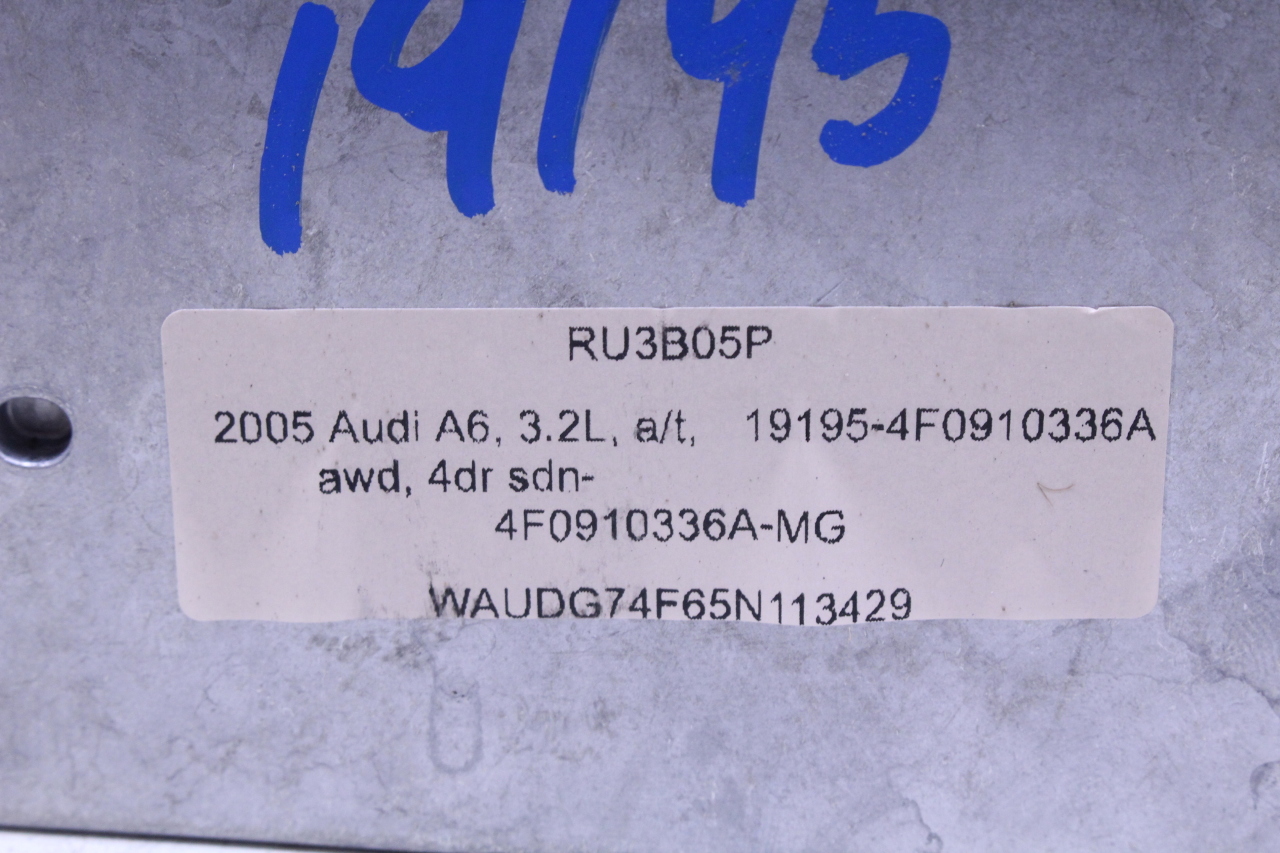 19195
RU3B05P
2005 Audi A6, 3.2L, a/t, 19195-4F0910336A
awd, 4dr sdn-
4F0910336A-MG
WAUDG74F65N113429